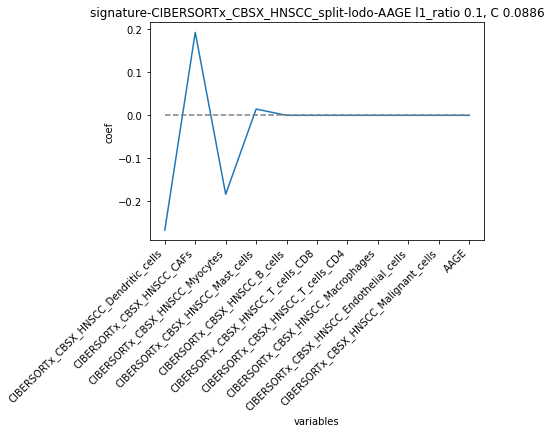 signature-CIBERSORTx_CBSX_HNSCC_split-lodo-AAGE l1_ratio 0.1, C 0.0886
0.2
0.1
0.0
−0.1
−0.2
coef
CIBERSORTx_CBSX_HNSCC_Dendritic_cells
CIBERSORTx_CBSX_HNSCC_CAFs
CIBERSORTx_CBSX_HNSCC_Myocytes
CIBERSORTx_CBSX_HNSCC_Mast_cells
CIBERSORTx_CBSX_HNSCC_B_cells
CIBERSORTx_CBSX_HNSCC_T_cells_CD8
CIBERSORTx_CBSX_HNSCC_T_cells_CD4
CIBERSORTx_CBSX_HNSCC_Macrophages
CIBERSORTx_CBSX_HNSCC_Endothelial_cells
CIBERSORTx_CBSX_HNSCC_Malignant_cells
AAGE
variables